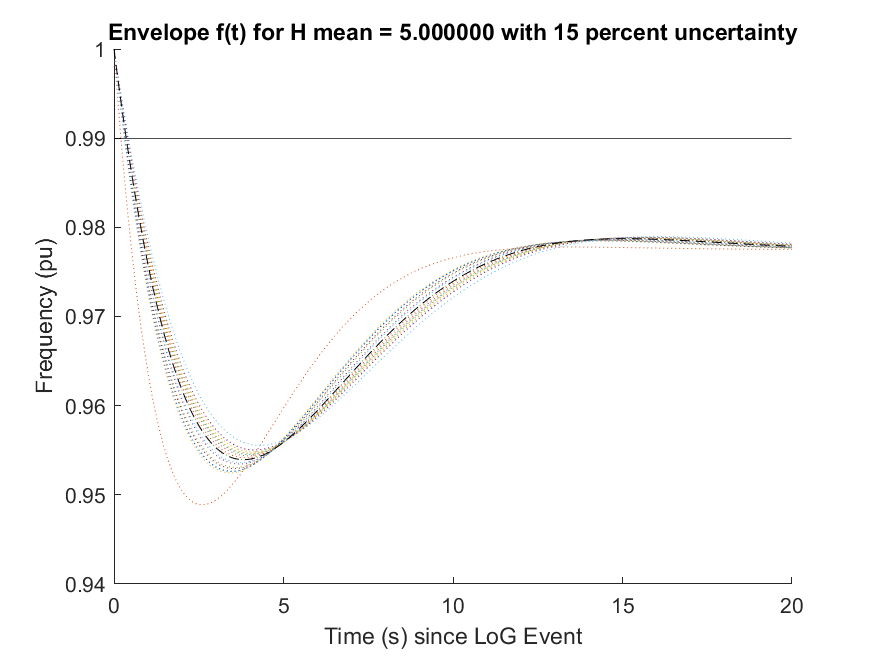 Envelope f(t) for H mean = 5.000000 with 15 percent uncertainty
1
0.99
0.98
0.97
0.96
0.95
0.94
Frequency (pu)
0 5 10 15 20
Time (s) since LoG Event